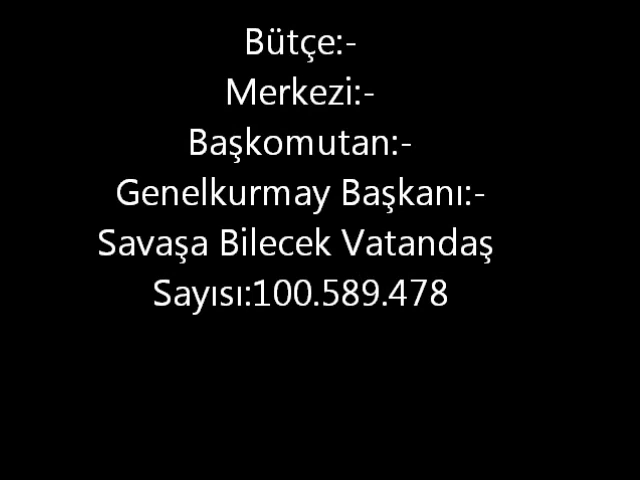 Bütçe:-
Merkezi:-
Başkomutan:-
Genelkurmay Başkanı:-
Savaşa Bilecek Vatandaş
Sayısı:100.589.478